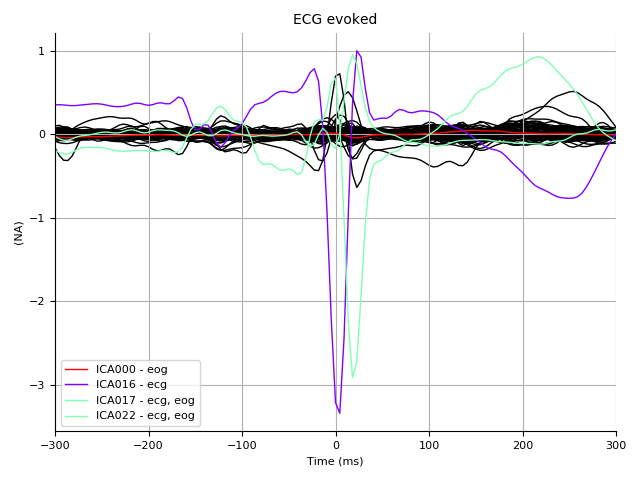 ECG evoked
1
0
−1
−2
−3
(NA)
ICA000 - eog
ICA016 - ecg
ICA017 - ecg, eog
ICA022 - ecg, eog
−300
−200
−100
0
100
200
300
Time (ms)